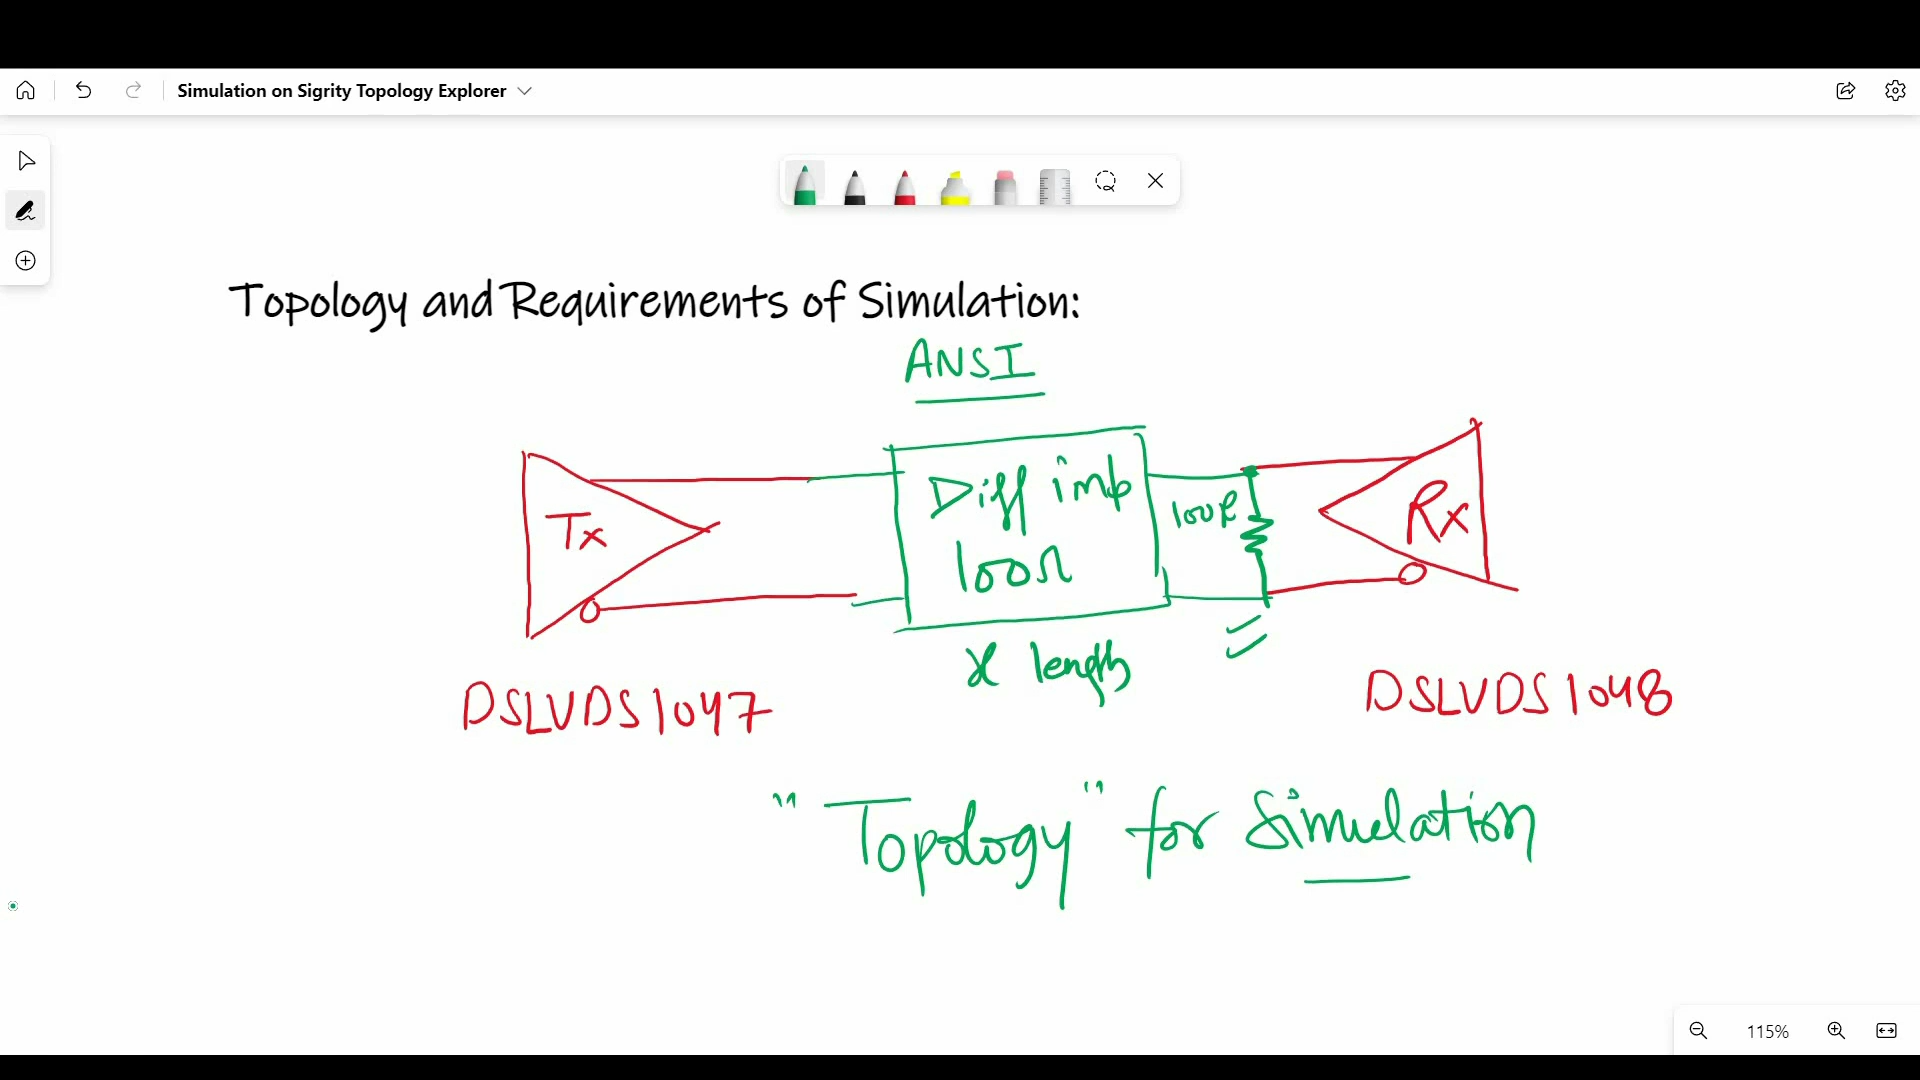 Simulation on Sigrity Topology Explorer
Topology and Requirements of Simulation:
ANSI
Tx
Diff imp
100Ω
100R
Rx
x length
DSLVDS1047
DSLVDS1048
"Topology" for Simulation
115%